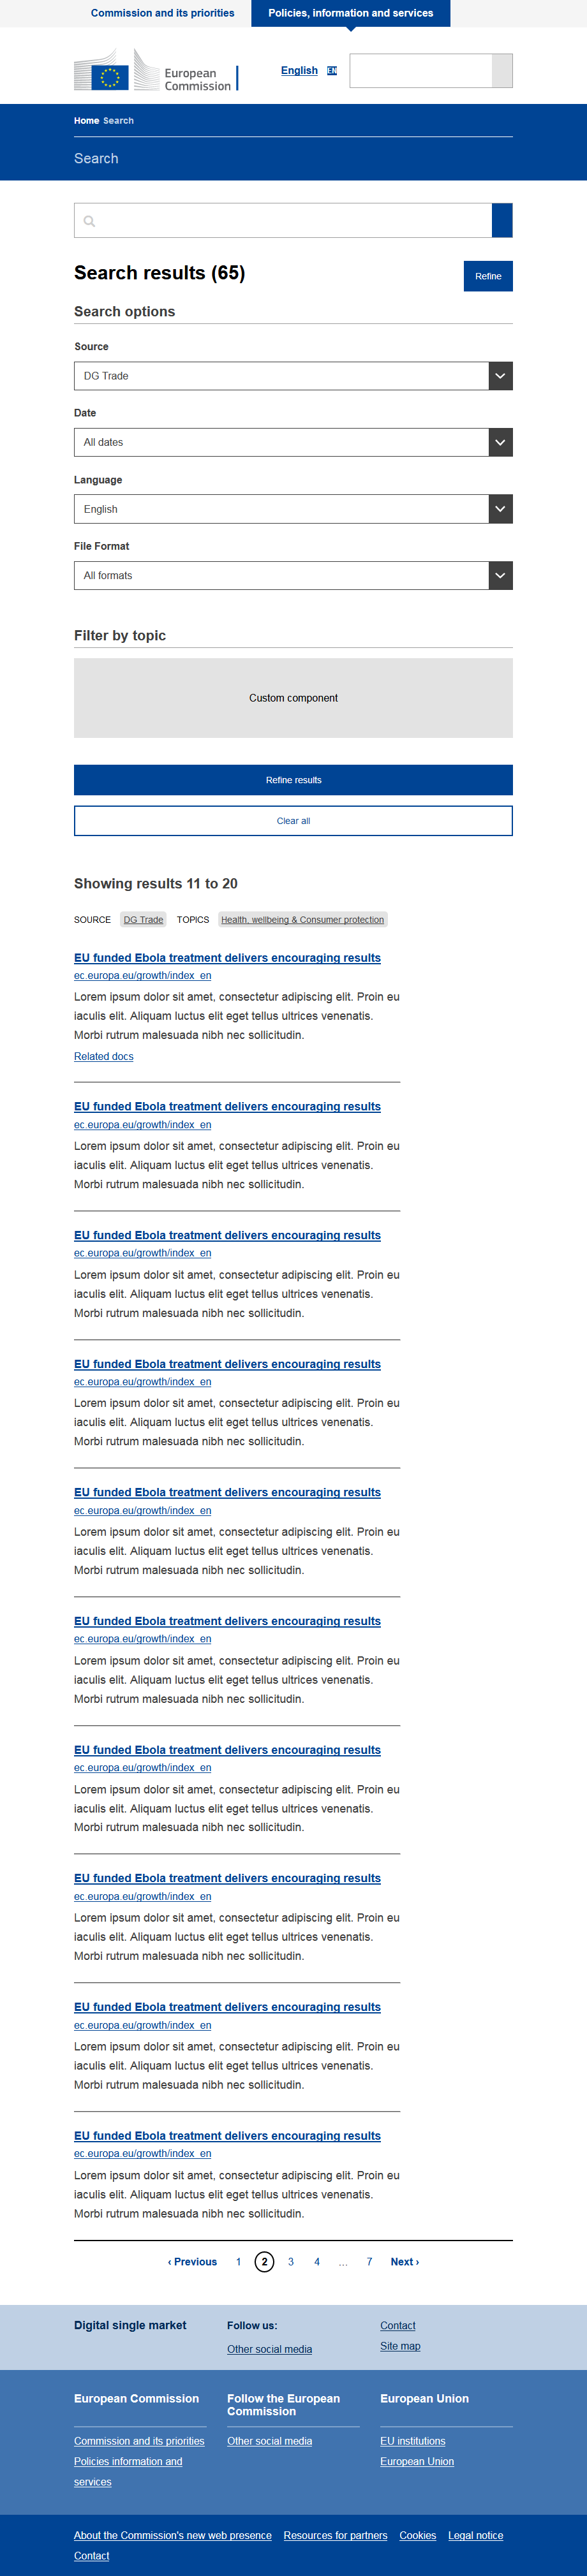 Commission and its priorities
Policies, information and services
European
Commission
English EN
Home Search
Search
Search results (65)
Refine
Search options
Source
DG Trade
Date
All dates
Language
English
File Format
All formats
Filter by topic
Custom component
Refine results
Clear all
Showing results 11 to 20
SOURCE DG Trade TOPICS Health, wellbeing & Consumer protection
EU funded Ebola treatment delivers encouraging results
ec.europa.eu/growth/index_en
Lorem ipsum dolor sit amet, consectetur adipiscing elit. Proin eu
iaculis elit. Aliquam luctus elit eget tellus ultrices venenatis.
Morbi rutrum malesuada nibh nec sollicitudin.
Related docs
EU funded Ebola treatment delivers encouraging results
ec.europa.eu/growth/index_en
Lorem ipsum dolor sit amet, consectetur adipiscing elit. Proin eu
iaculis elit. Aliquam luctus elit eget tellus ultrices venenatis.
Morbi rutrum malesuada nibh nec sollicitudin.
EU funded Ebola treatment delivers encouraging results
ec.europa.eu/growth/index_en
Lorem ipsum dolor sit amet, consectetur adipiscing elit. Proin eu
iaculis elit. Aliquam luctus elit eget tellus ultrices venenatis.
Morbi rutrum malesuada nibh nec sollicitudin.
EU funded Ebola treatment delivers encouraging results
ec.europa.eu/growth/index_en
Lorem ipsum dolor sit amet, consectetur adipiscing elit. Proin eu
iaculis elit. Aliquam luctus elit eget tellus ultrices venenatis.
Morbi rutrum malesuada nibh nec sollicitudin.
EU funded Ebola treatment delivers encouraging results
ec.europa.eu/growth/index_en
Lorem ipsum dolor sit amet, consectetur adipiscing elit. Proin eu
iaculis elit. Aliquam luctus elit eget tellus ultrices venenatis.
Morbi rutrum malesuada nibh nec sollicitudin.
EU funded Ebola treatment delivers encouraging results
ec.europa.eu/growth/index_en
Lorem ipsum dolor sit amet, consectetur adipiscing elit. Proin eu
iaculis elit. Aliquam luctus elit eget tellus ultrices venenatis.
Morbi rutrum malesuada nibh nec sollicitudin.
EU funded Ebola treatment delivers encouraging results
ec.europa.eu/growth/index_en
Lorem ipsum dolor sit amet, consectetur adipiscing elit. Proin eu
iaculis elit. Aliquam luctus elit eget tellus ultrices venenatis.
Morbi rutrum malesuada nibh nec sollicitudin.
EU funded Ebola treatment delivers encouraging results
ec.europa.eu/growth/index_en
Lorem ipsum dolor sit amet, consectetur adipiscing elit. Proin eu
iaculis elit. Aliquam luctus elit eget tellus ultrices venenatis.
Morbi rutrum malesuada nibh nec sollicitudin.
EU funded Ebola treatment delivers encouraging results
ec.europa.eu/growth/index_en
Lorem ipsum dolor sit amet, consectetur adipiscing elit. Proin eu
iaculis elit. Aliquam luctus elit eget tellus ultrices venenatis.
Morbi rutrum malesuada nibh nec sollicitudin.
EU funded Ebola treatment delivers encouraging results
ec.europa.eu/growth/index_en
Lorem ipsum dolor sit amet, consectetur adipiscing elit. Proin eu
iaculis elit. Aliquam luctus elit eget tellus ultrices venenatis.
Morbi rutrum malesuada nibh nec sollicitudin.
‹ Previous 1 2 3 4 ... 7 Next ›
Digital single market
Follow us:
Other social media
Contact
Site map
European Commission
Commission and its priorities
Policies information and
services
Follow the European
Commission
Other social media
European Union
EU institutions
European Union
About the Commission's new web presence Resources for partners Cookies Legal notice
Contact